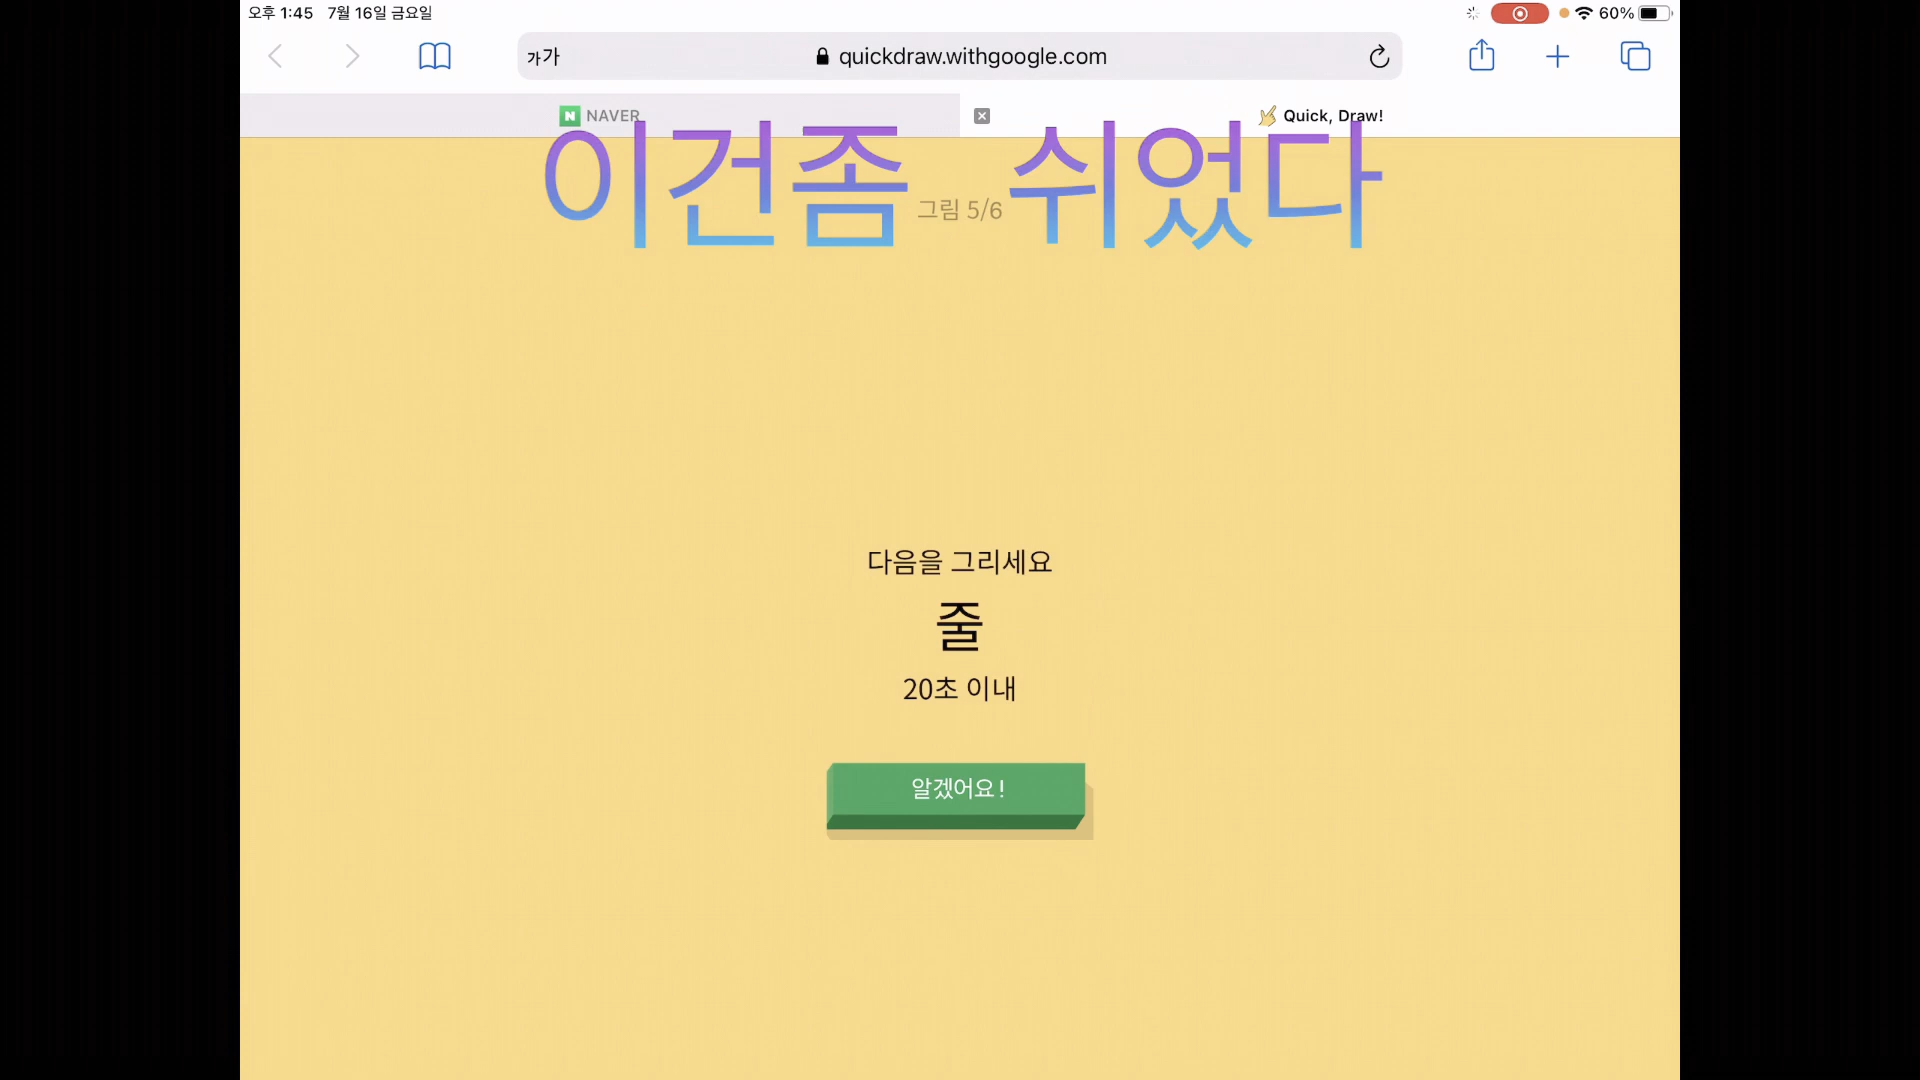 오후 1:45 7월 16일 금요일
60%
가가 quickdraw.withgoogle.com
N NAVER
Quick, Draw!
이건좀 쉬었다
그림 5/6
다음을 그리세요
줄
20초 이내
알겠어요!